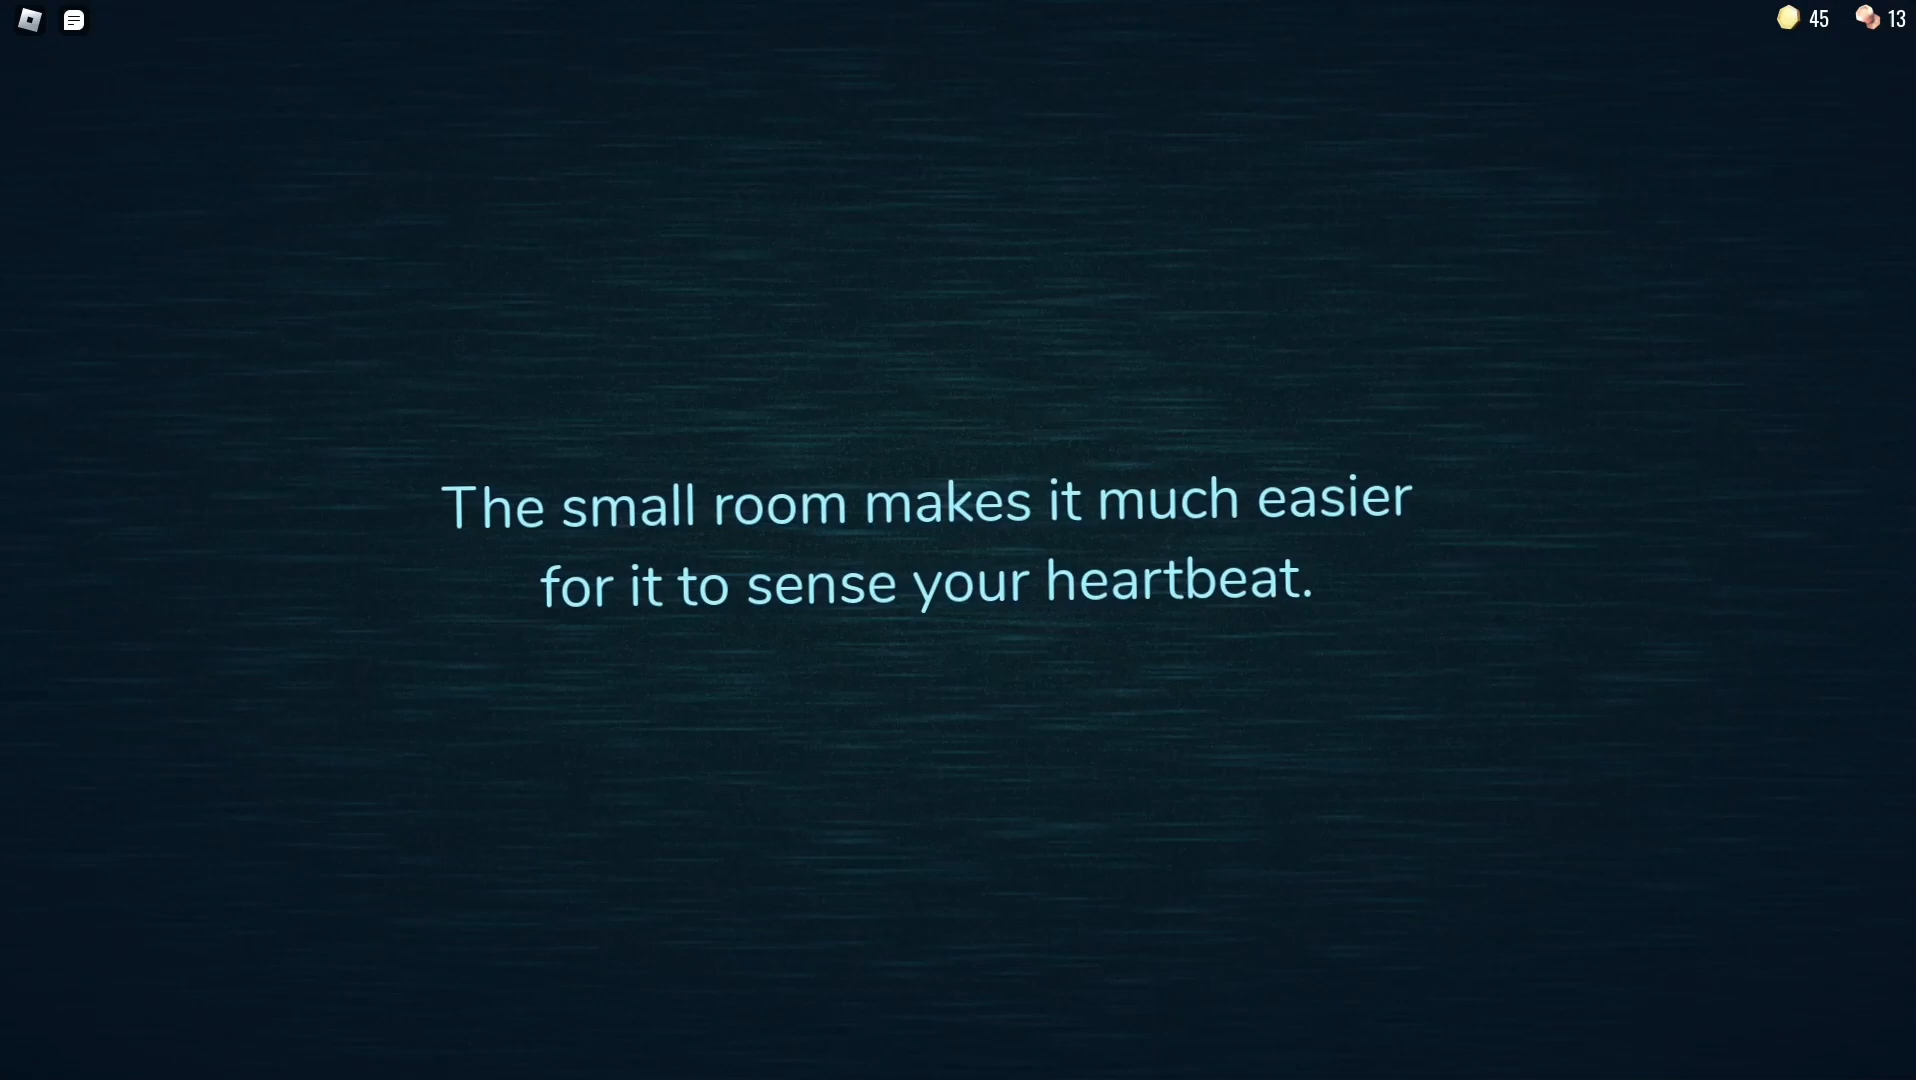 45 13
The small room makes it much easier
for it to sense your heartbeat.